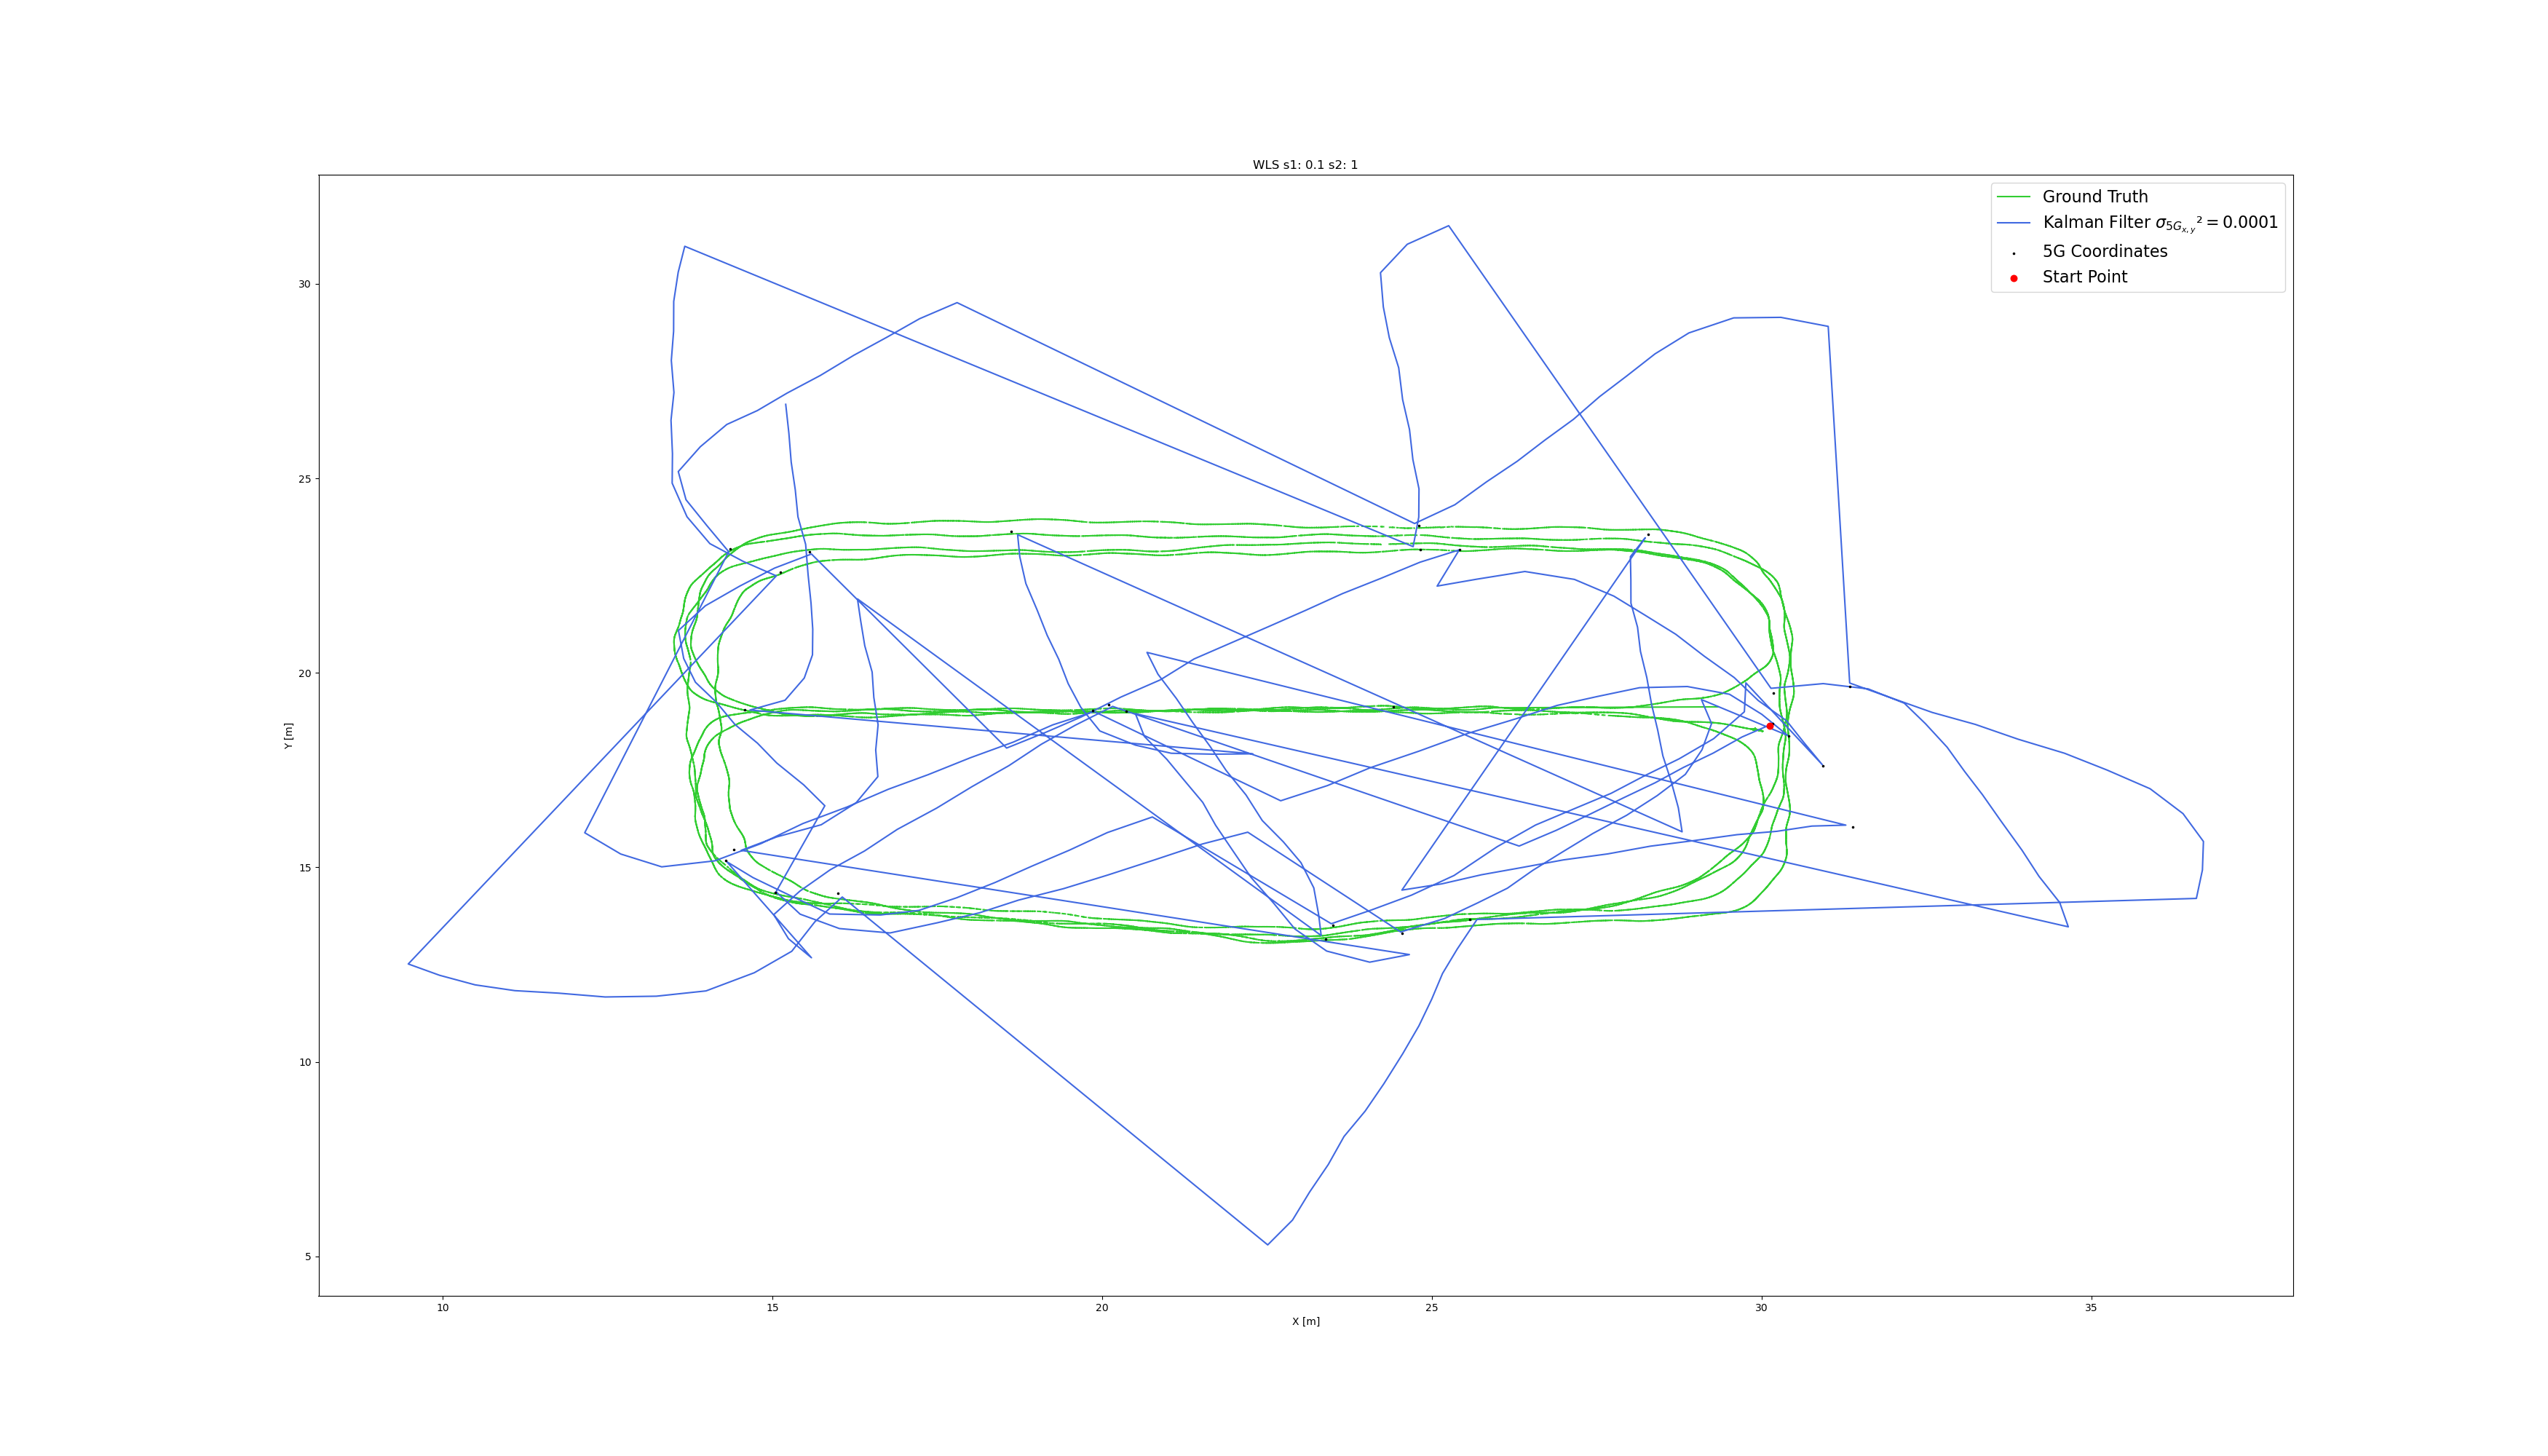 WLS s1: 0.1 s2: 1
Ground Truth
Kalman Filter σ5Gx,y² = 0.0001
5G Coordinates
Start Point
30
25
20
15
10
5
Y [m]
10 15 20 25 30 35
X [m]